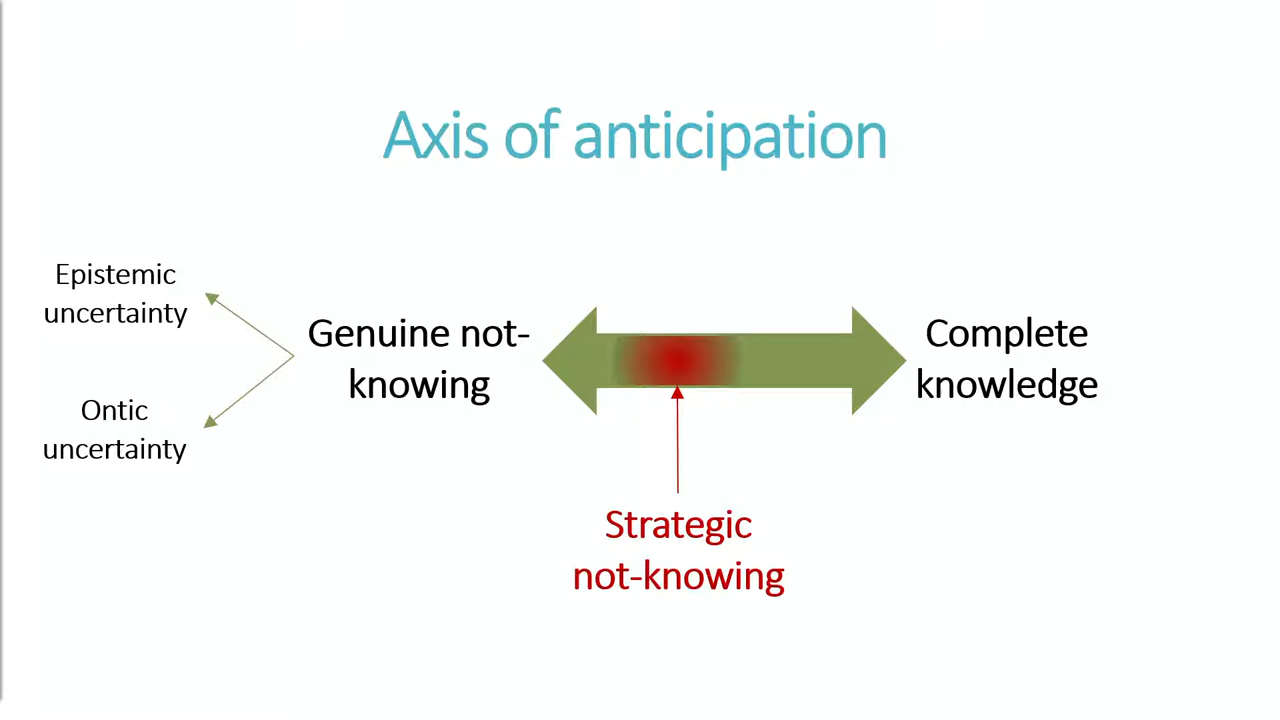 Axis of anticipation
Epistemic
uncertainty
Ontic
uncertainty
Genuine not-
knowing
Complete
knowledge
Strategic
not-knowing